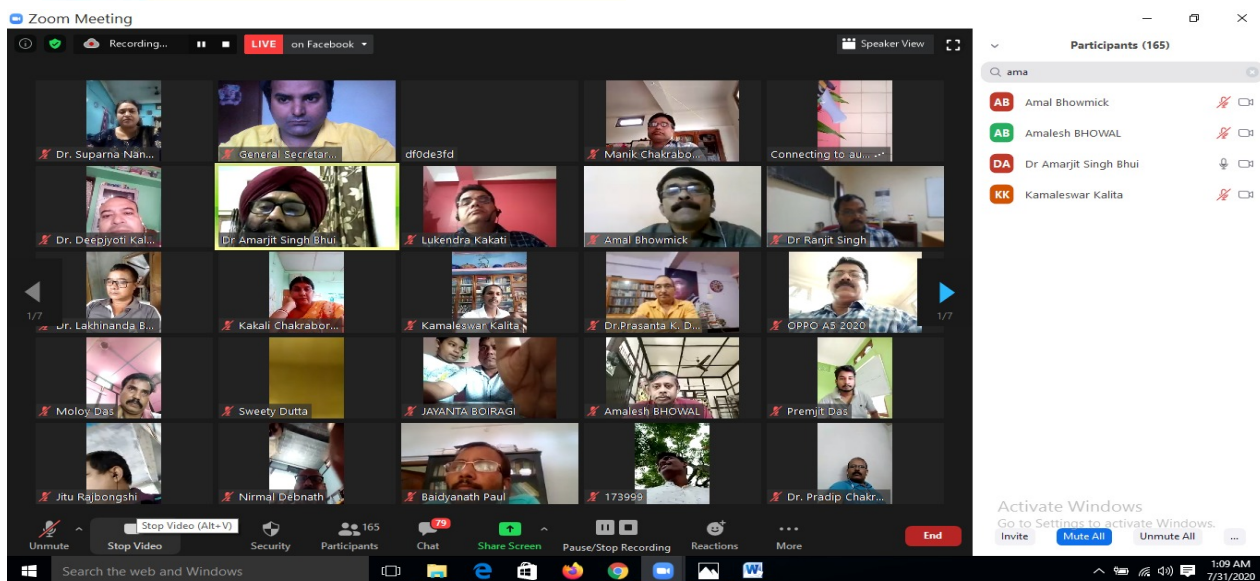 Zoom Meeting
Recording...
LIVE on Facebook
Speaker View
Participants (165)
ama
AB Amal Bhowmick
AB Amalesh BHOWAL
DA Dr Amarjit Singh Bhui
KK Kamaleswar Kalita
Dr. Suparna Nan...
General Secretar...
df0de3fd
Manik Chakrabo...
Connecting to au...
Dr. Deepjyoti Kal...
Dr Amarjit Singh Bhui
Lukendra Kakati
Amal Bhowmick
Dr Ranjit Singh
1/7
Dr. Lakhinanda B...
Kakali Chakrabor...
Kamaleswar Kalita
Dr.Prasanta K. D...
OPPO A5 2020
1/7
Moloy Das
Sweety Dutta
JAYANTA BOIRAGI
Amalesh BHOWAL
Premjit Das
Jitu Rajbongshi
Nirmal Debnath
Baidyanath Paul
173999
Dr. Pradip Chakr...
Stop Video (Alt+V)
165
79
Unmute
Stop Video
Security
Participants
Chat
Share Screen
Pause/Stop Recording
Reactions
More
End
Activate Windows
Go to Settings to activate Windows.
Invite
Mute All
Unmute All
...
Search the web and Windows
1:09 AM
7/31/2020